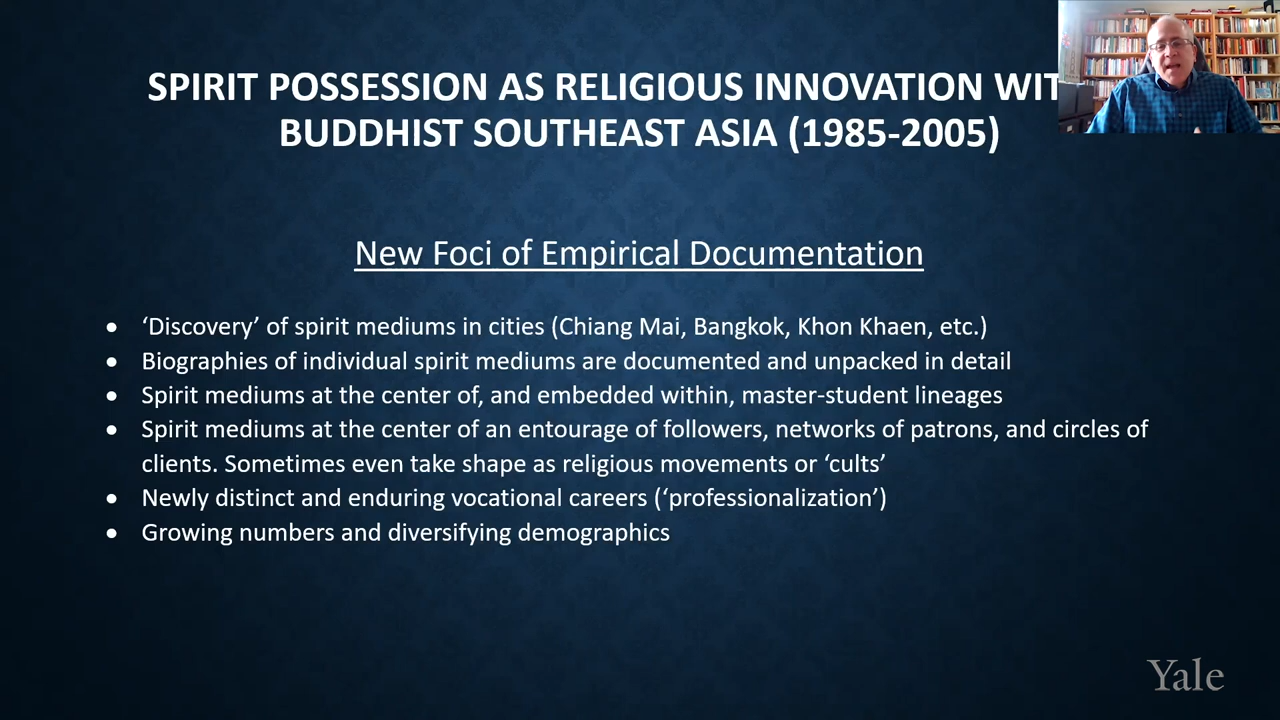 SPIRIT POSSESSION AS RELIGIOUS INNOVATION
BUDDHIST SOUTHEAST ASIA (1985-2005)
New Foci of Empirical Documentation
• ‘Discovery’ of spirit mediums in cities (Chiang Mai, Bangkok, Khon Khaen, etc.)
• Biographies of individual spirit mediums are documented and unpacked in detail
• Spirit mediums at the center of, and embedded within, master-student lineages
• Spirit mediums at the center of an entourage of followers, networks of patrons, and circles of
clients. Sometimes even take shape as religious movements or ‘cults’
• Newly distinct and enduring vocational careers (‘professionalization’)
• Growing numbers and diversifying demographics
Yale